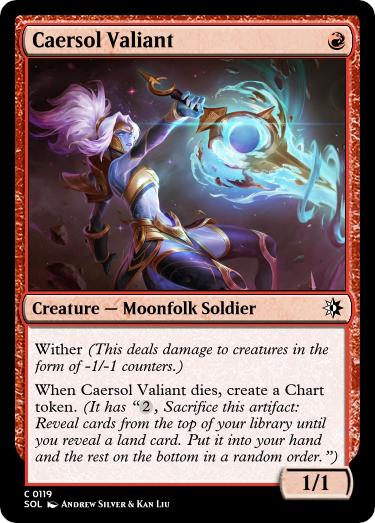 Caersol Valiant
Creature — Moonfolk Soldier
Wither (This deals damage to creatures in the
form of -1/-1 counters.)
When Caersol Valiant dies, create a Chart
token. (It has “2, Sacrifice this artifact:
Reveal cards from the top of your library until
you reveal a land card. Put it into your hand
and the rest on the bottom in a random order.”)
1/1
C 0119
SOL Andrew Silver & Kan Liu